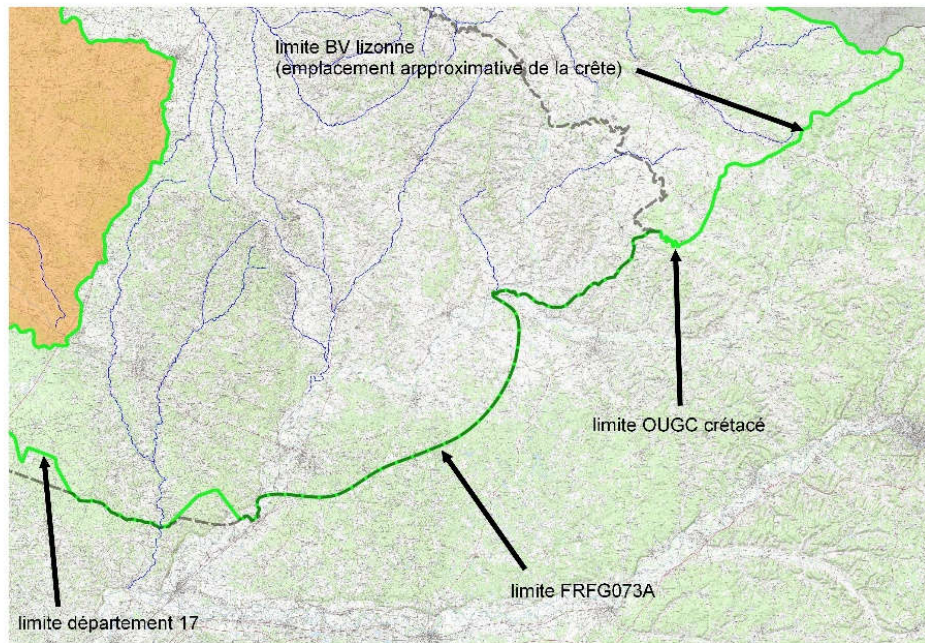 limite BV lizonne
(emplacement arpproximative de la crête)
limite OUGC crétacé
limite FRFG073A
limite département 17